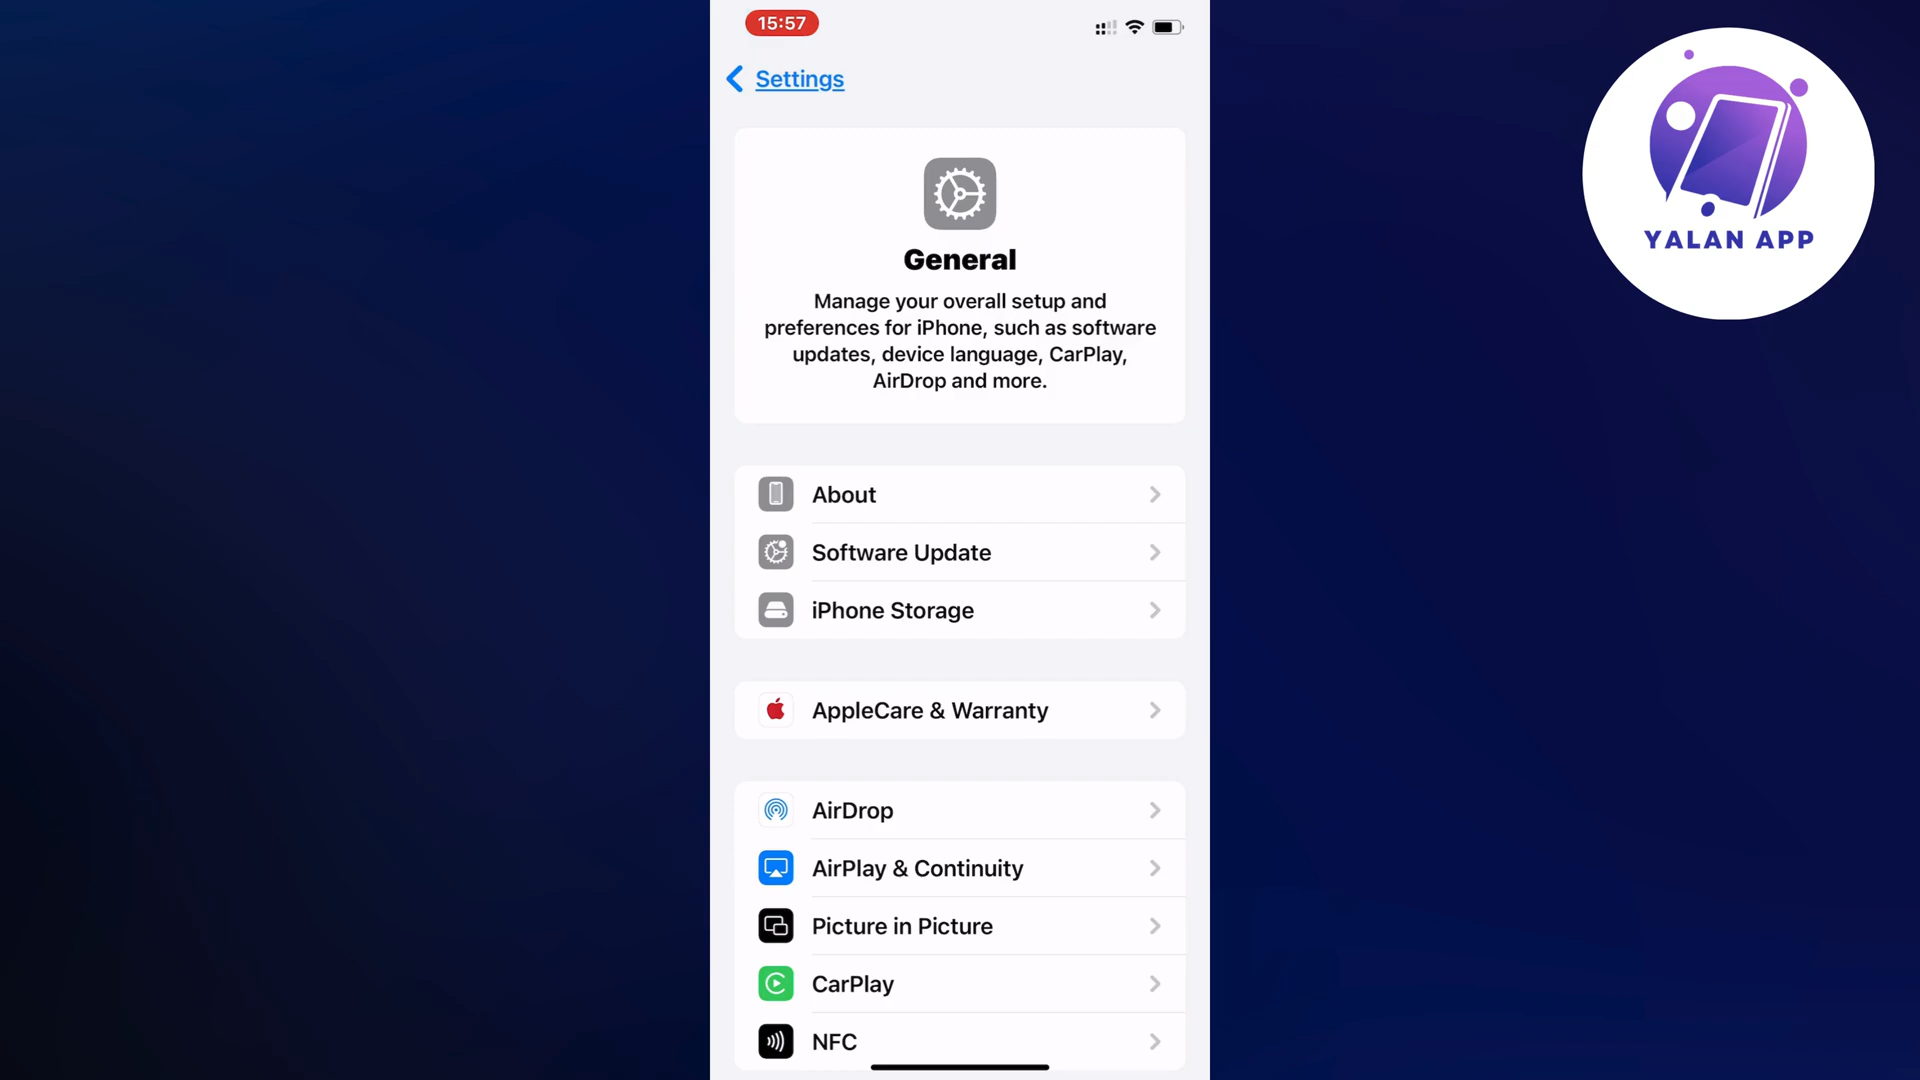 15:57
Settings
General
Manage your overall setup and
preferences for iPhone, such as software
updates, device language, CarPlay,
AirDrop and more.
About
Software Update
iPhone Storage
AppleCare & Warranty
AirDrop
AirPlay & Continuity
Picture in Picture
CarPlay
NFC
YALAN APP